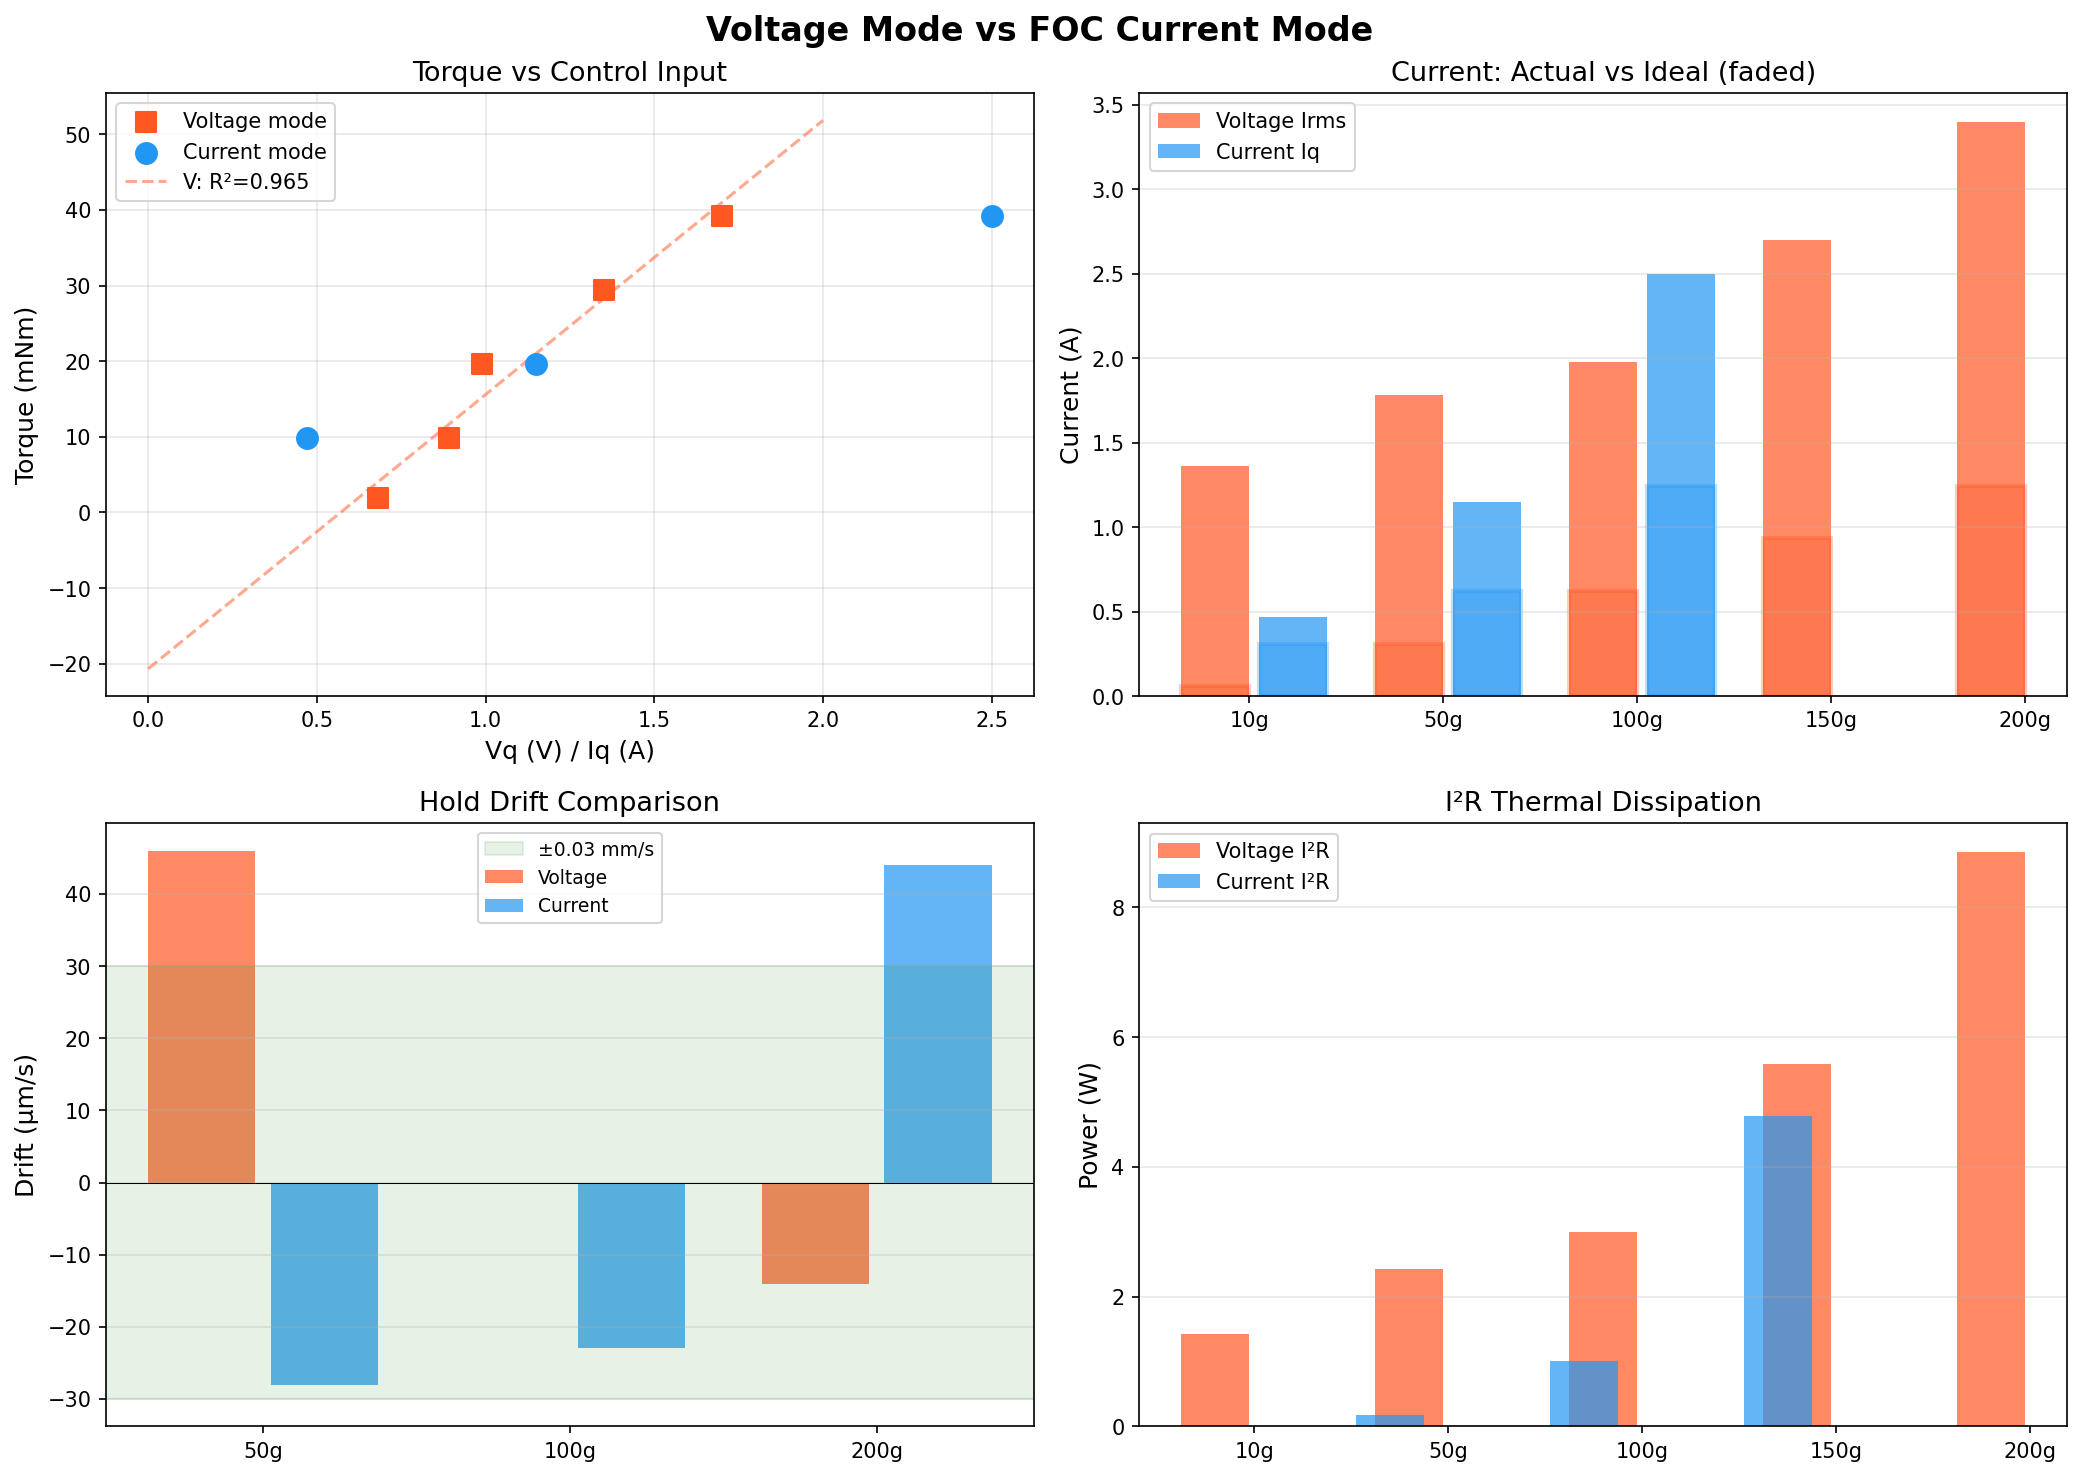 Voltage Mode vs FOC Current Mode
Torque vs Control Input
Voltage mode
Current mode
V: R²=0.965
Torque (mNm)
50
40
30
20
10
0
−10
−20
0.0 0.5 1.0 1.5 2.0 2.5
Vq (V) / Iq (A)
Current: Actual vs Ideal (faded)
Voltage Irms
Current Iq
Current (A)
3.5
3.0
2.5
2.0
1.5
1.0
0.5
0.0
10g 50g 100g 150g 200g
Hold Drift Comparison
±0.03 mm/s
Voltage
Current
Drift (µm/s)
40
30
20
10
0
−10
−20
−30
50g 100g 200g
I²R Thermal Dissipation
Voltage I²R
Current I²R
Power (W)
8
6
4
2
0
10g 50g 100g 150g 200g